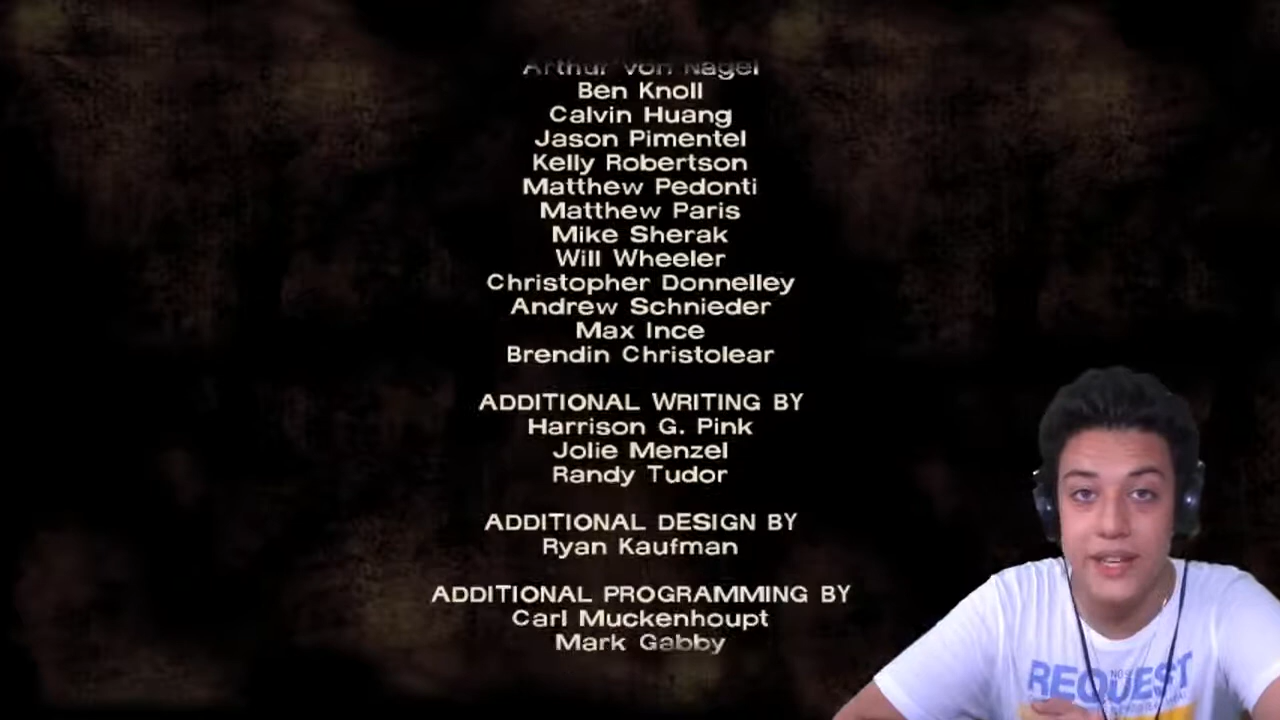 Arthur Von Nagel
Ben Knoll
Calvin Huang
Jason Pimentel
Kelly Robertson
Matthew Pedonti
Matthew Paris
Mike Sherak
Will Wheeler
Christopher Donnelley
Andrew Schnieder
Max Ince
Brendin Christolear
ADDITIONAL WRITING BY
Harrison G. Pink
Jolie Menzel
Randy Tudor
ADDITIONAL DESIGN BY
Ryan Kaufman
ADDITIONAL PROGRAMMING BY
Carl Muckenhoupt
Mark Gabby
REQUEST